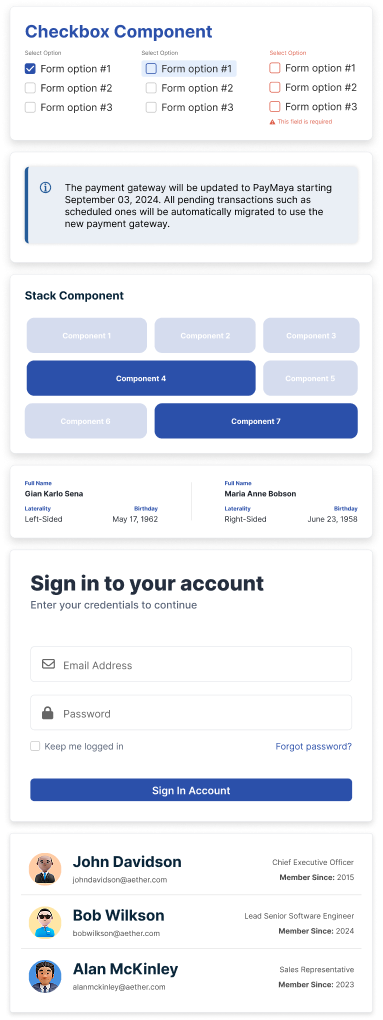 Checkbox Component
Select Option
Form option #1
Form option #2
Form option #3
Select Option
Form option #1
Form option #2
Form option #3
Select Option
Form option #1
Form option #2
Form option #3
This field is required
The payment gateway will be updated to PayMaya starting
September 03, 2024. All pending transactions such as
scheduled ones will be automatically migrated to use the
new payment gateway.
Stack Component
Component 1
Component 2
Component 3
Component 4
Component 5
Component 6
Component 7
Full Name
Gian Karlo Sena
Laterality Birthday
Left-Sided May 17, 1962
Full Name
Maria Anne Bobson
Laterality Birthday
Right-Sided June 23, 1958
Sign in to your account
Enter your credentials to continue
Email Address
Password
Keep me logged in Forgot password?
Sign In Account
John Davidson
johndavidson@aether.com
Chief Executive Officer
Member Since: 2015
Bob Wilkson
bobwilkson@aether.com
Lead Senior Software Engineer
Member Since: 2024
Alan McKinley
alanmckinley@aether.com
Sales Representative
Member Since: 2023